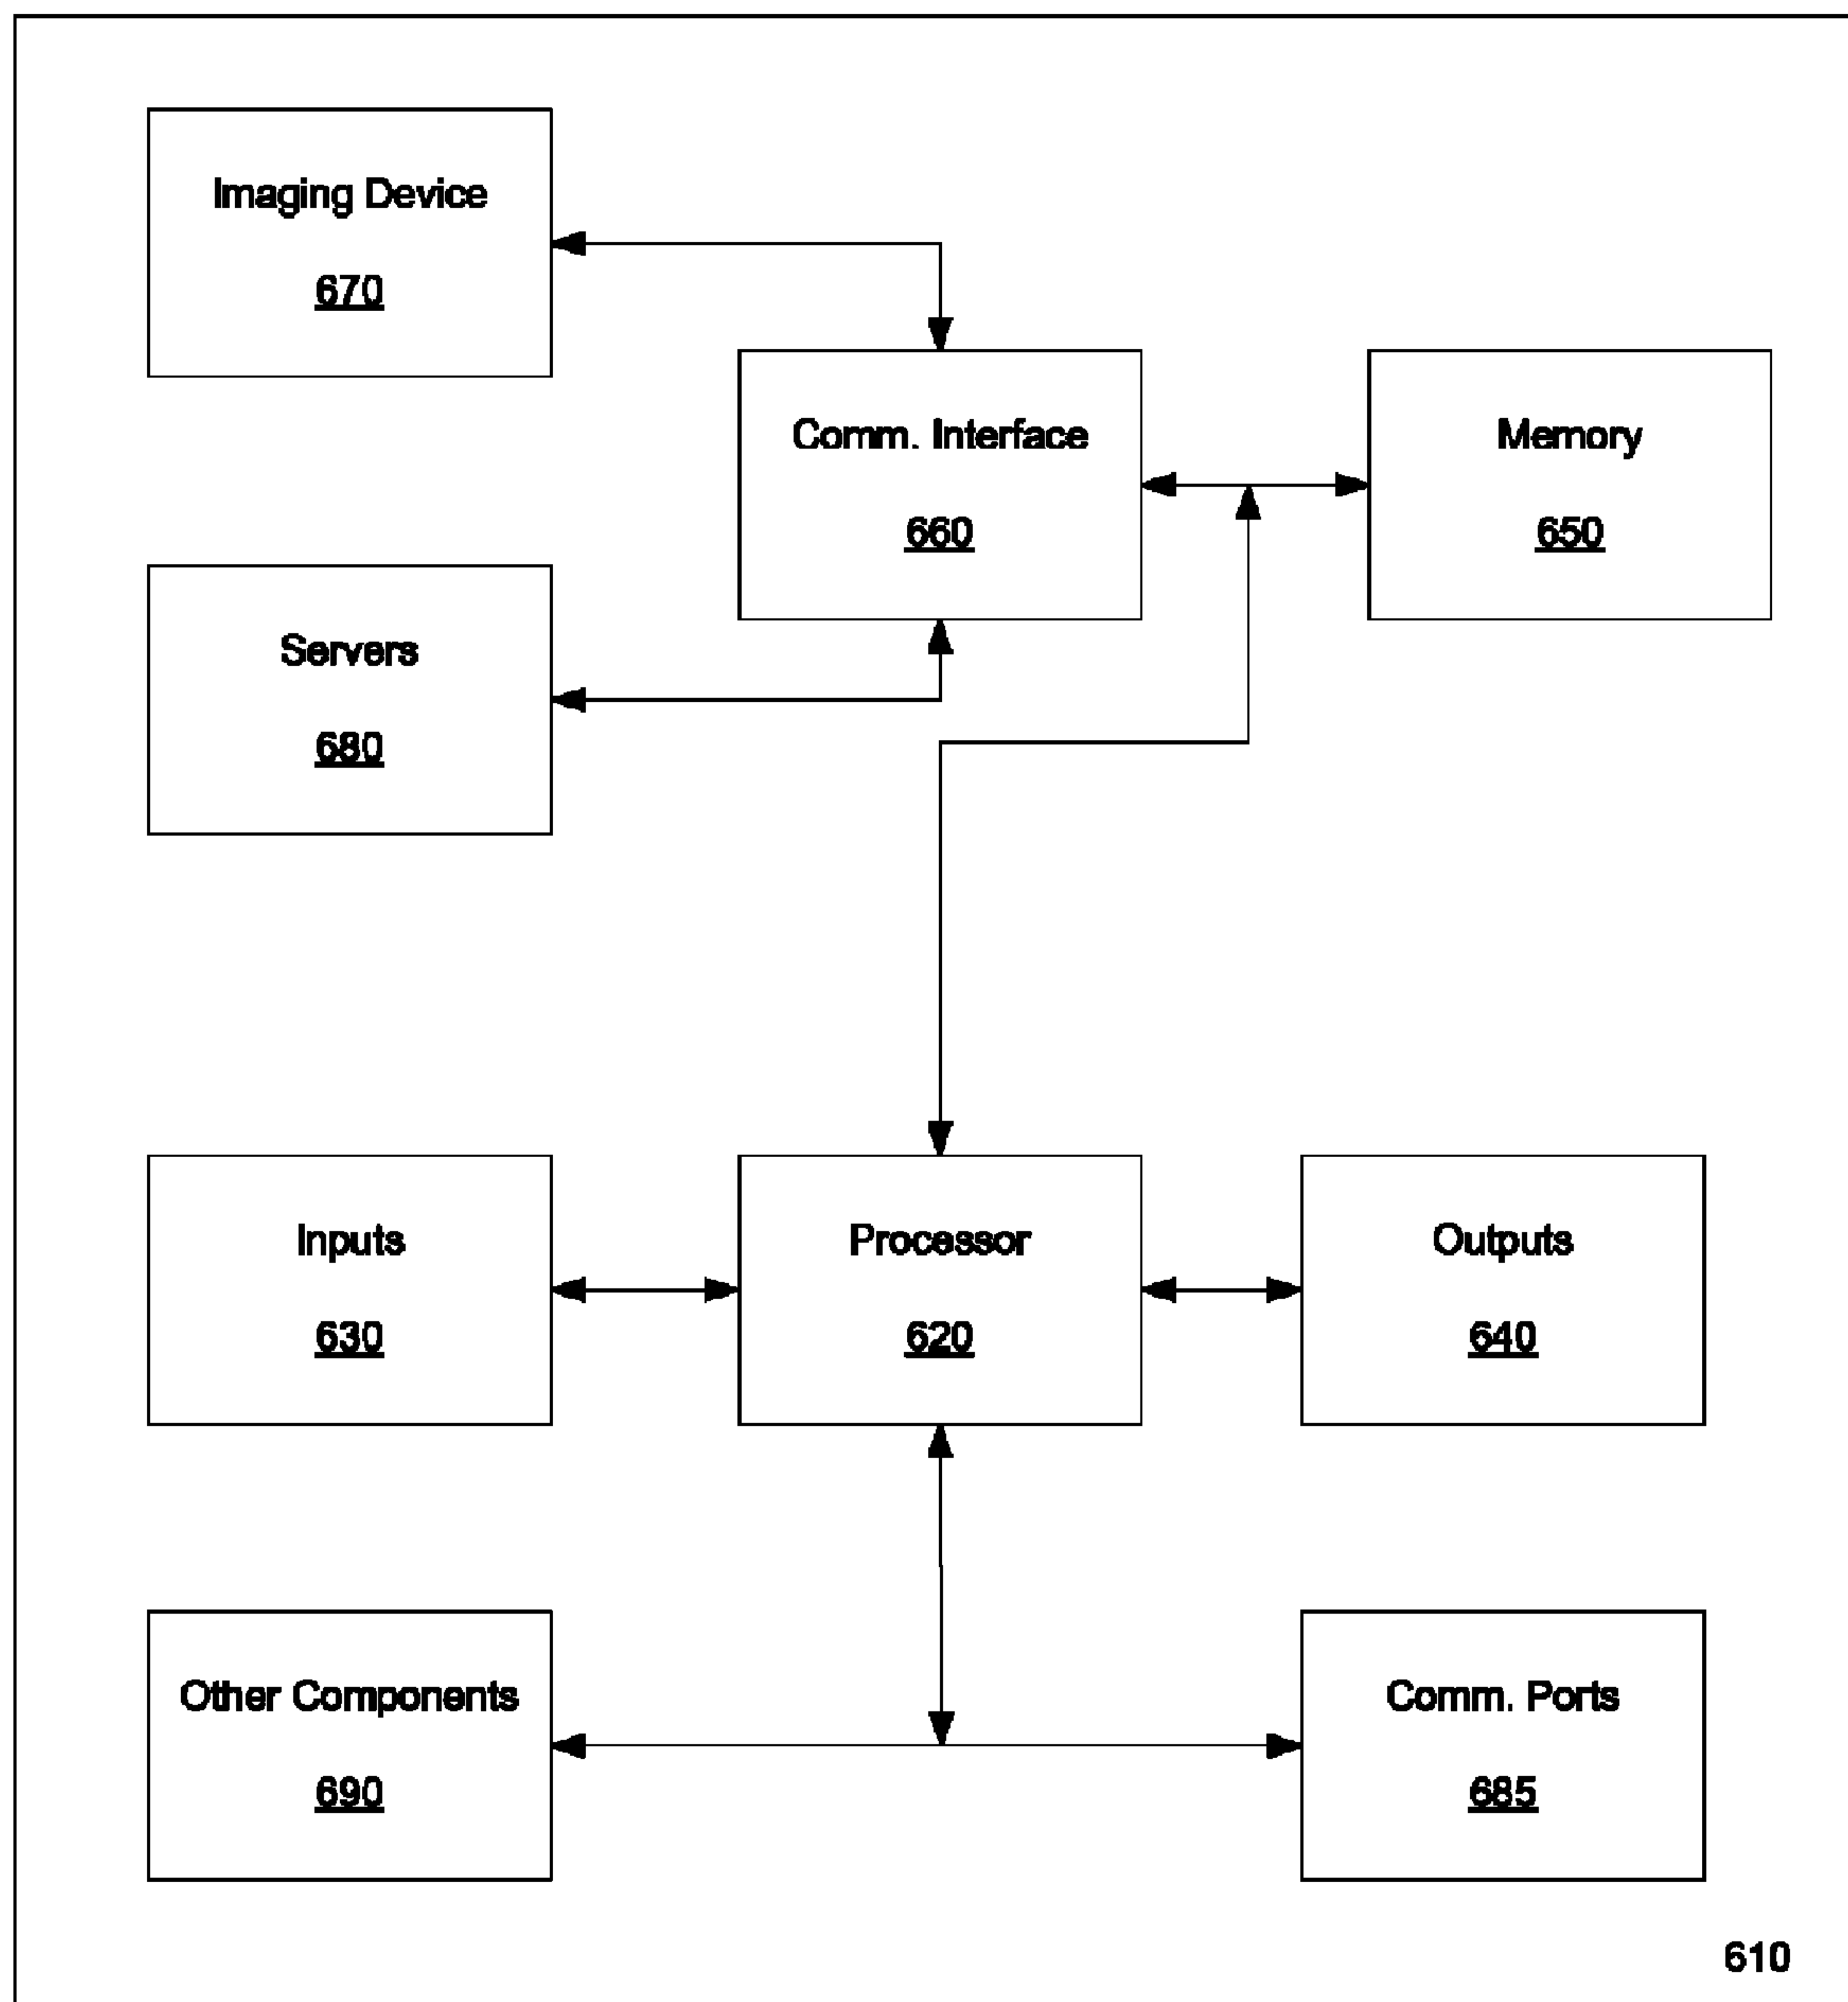 Imaging Device
670
Comm. Interface
660
Memory
650
Servers
680
Inputs
630
Processor
620
Outputs
640
Other Components
690
Comm. Ports
685
610